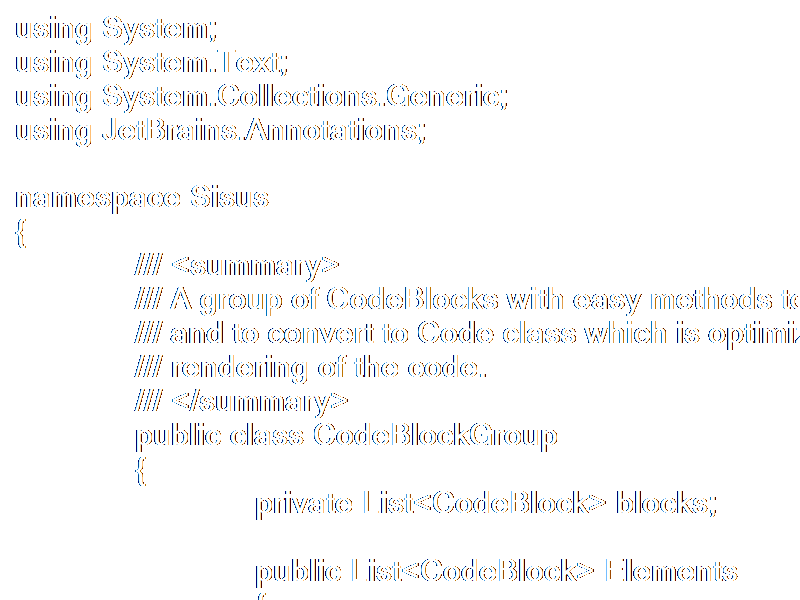 using System;
using System.Text;
using System.Collections.Generic;
using JetBrains.Annotations;

namespace Sisus
{
/// <summary>
/// A group of CodeBlocks with easy methods to
/// and to convert to Code class which is optimi
/// rendering of the code.
/// </summary>
public class CodeBlockGroup
{
private List<CodeBlock> blocks;

public List<CodeBlock> Elements
{